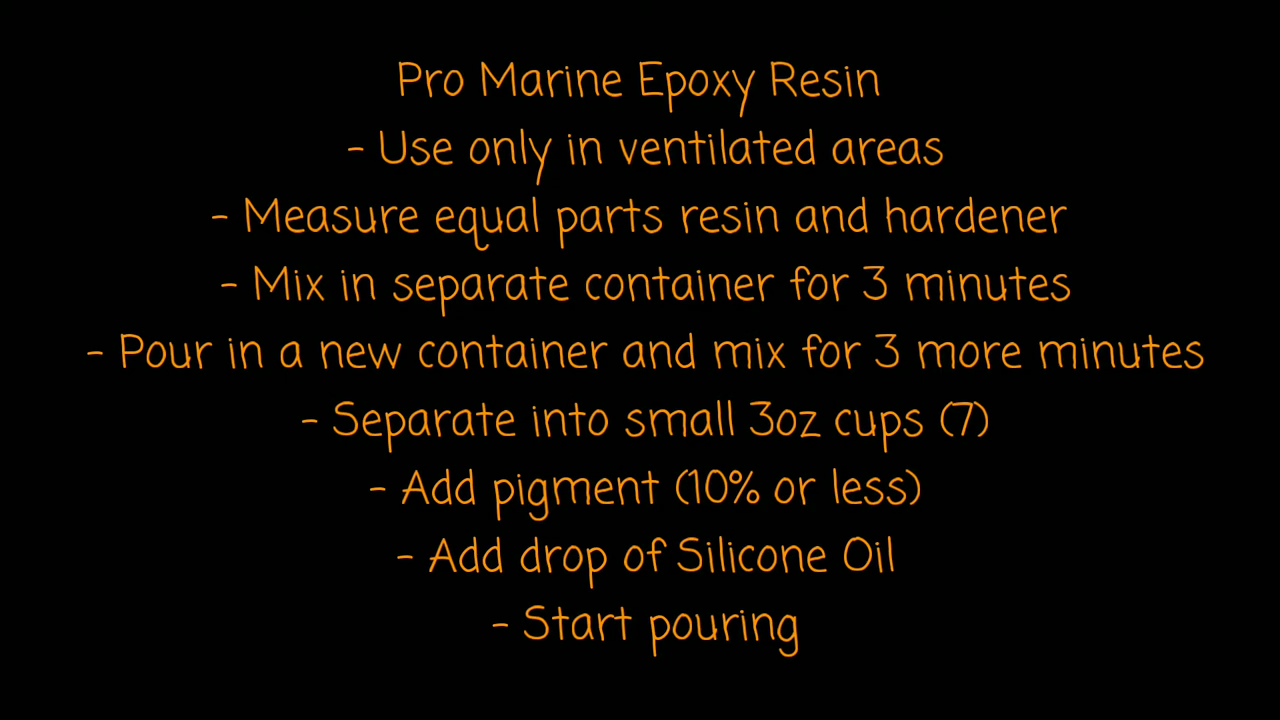 Pro Marine Epoxy Resin
- Use only in ventilated areas
- Measure equal parts resin and hardener
- Mix in separate container for 3 minutes
- Pour in a new container and mix for 3 more minutes
- Separate into small 3oz cups (7)
- Add pigment (10% or less)
- Add drop of Silicone Oil
- Start pouring